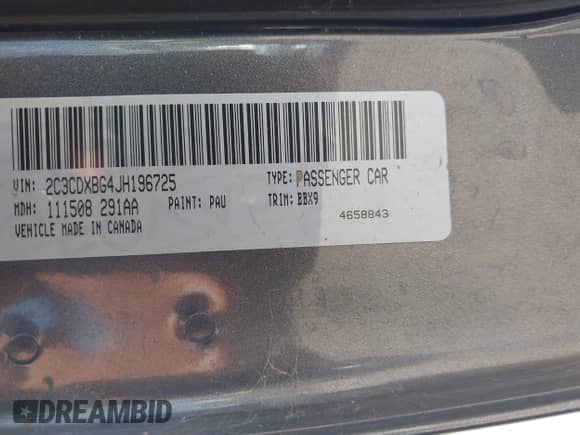 VIN: 2C3CDXBG4JH196725 TYPE: PASSENGER CAR
MDH: 111508 291AA PAINT: PAU TRIM: BBX9
VEHICLE MADE IN CANADA 4658843
DREAMBID